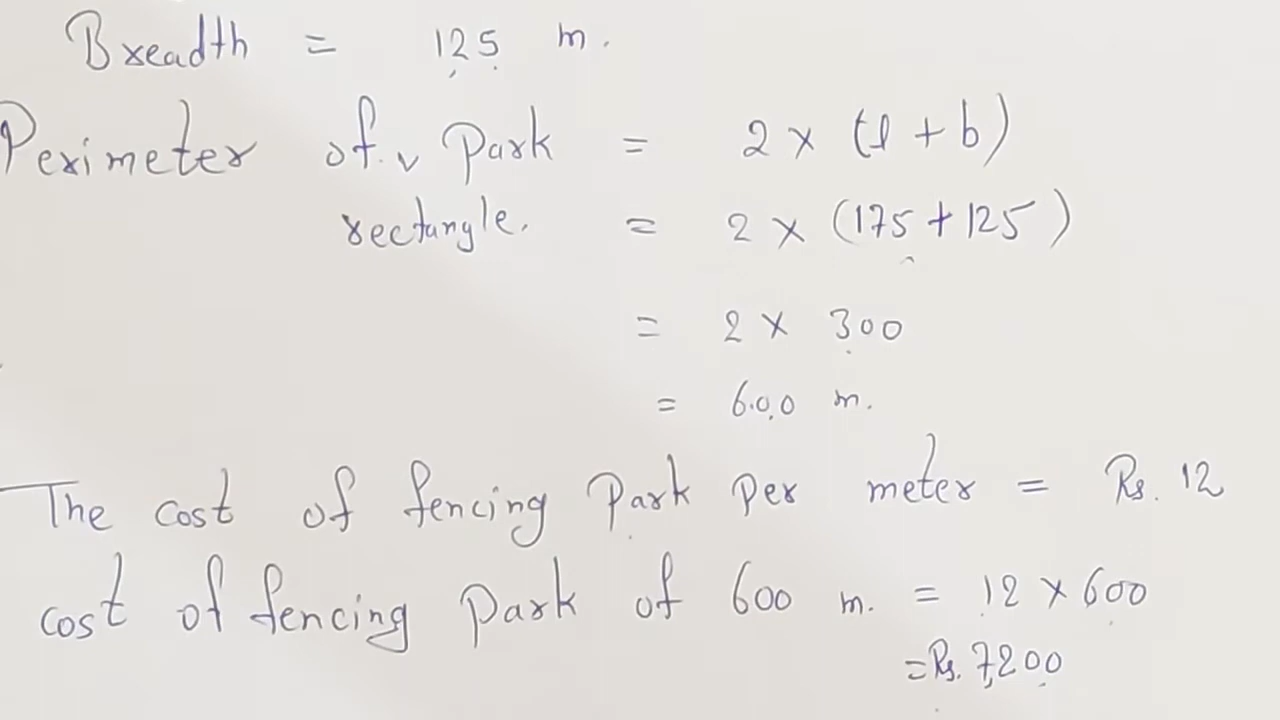 Breadth = 125 m.
Perimeter of Park = 2 × (l + b)
rectangle. = 2 × (175 + 125)
= 2 × 300
= 600 m.
The cost of fencing Park per meter = Rs. 12
cost of fencing Park of 600 m. = 12 × 600
= Rs. 7,200